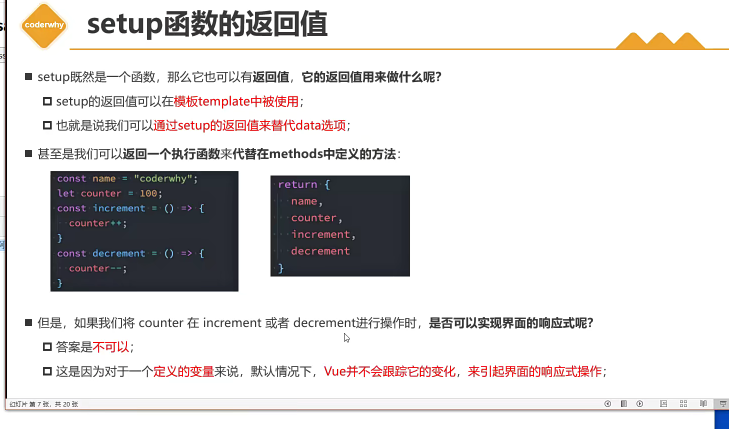 coderwhy
setup函数的返回值
setup既然是一个函数，那么它也可以有返回值，它的返回值用来做什么呢？
setup的返回值可以在模板template中被使用；
也就是说我们可以通过setup的返回值来替代data选项；
甚至是我们可以返回一个执行函数来代替在methods中定义的方法：
const name = "coderwhy";
let counter = 100;
const increment = () => {
counter++;
}
const decrement = () => {
counter--;
}
return {
name,
counter,
increment,
decrement
}
但是，如果我们将 counter 在 increment 或者 decrement进行操作时，是否可以实现界面的响应式呢？
答案是不可以；
这是因为对于一个定义的变量来说，默认情况下，Vue并不会跟踪它的变化，来引起界面的响应式操作；
幻灯片 第 7 张，共 20 张